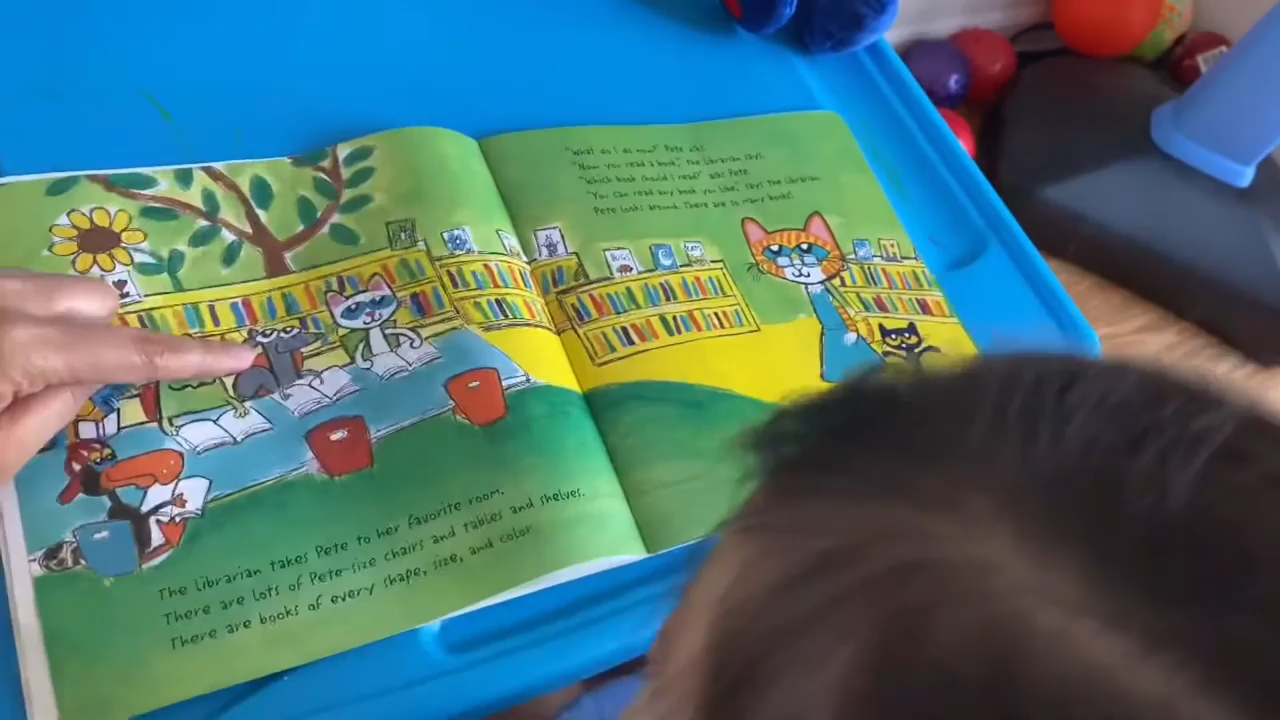 The librarian takes Pete to her favorite room.
There are lots of Pete-size chairs and tables and shelves.
There are books of every shape, size, and color
"What do I do now?" Pete asks.
"Now you read a book," the librarian says.
"Which book should I read?" asks Pete.
"You can read any book you like," says the librarian.
Pete looks around. There are so many books!
BUGS
CATS